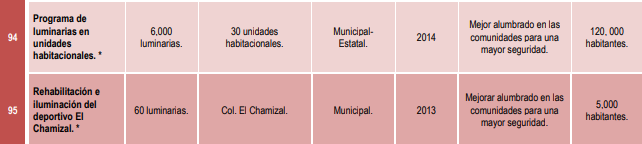 94
Programa de
luminarias en
unidades
habitacionales. *
6,000
luminarias.
30 unidades
habitacionales.
Municipal-
Estatal.
2014
Mejor alumbrado en las
comunidades para una
mayor seguridad.
120, 000
habitantes.
95
Rehabilitación e
iluminación del
deportivo El
Chamizal. *
60 luminarias.
Col. El Chamizal.
Municipal.
2013
Mejorar alumbrado en las
comunidades para una
mayor seguridad.
5,000
habitantes.